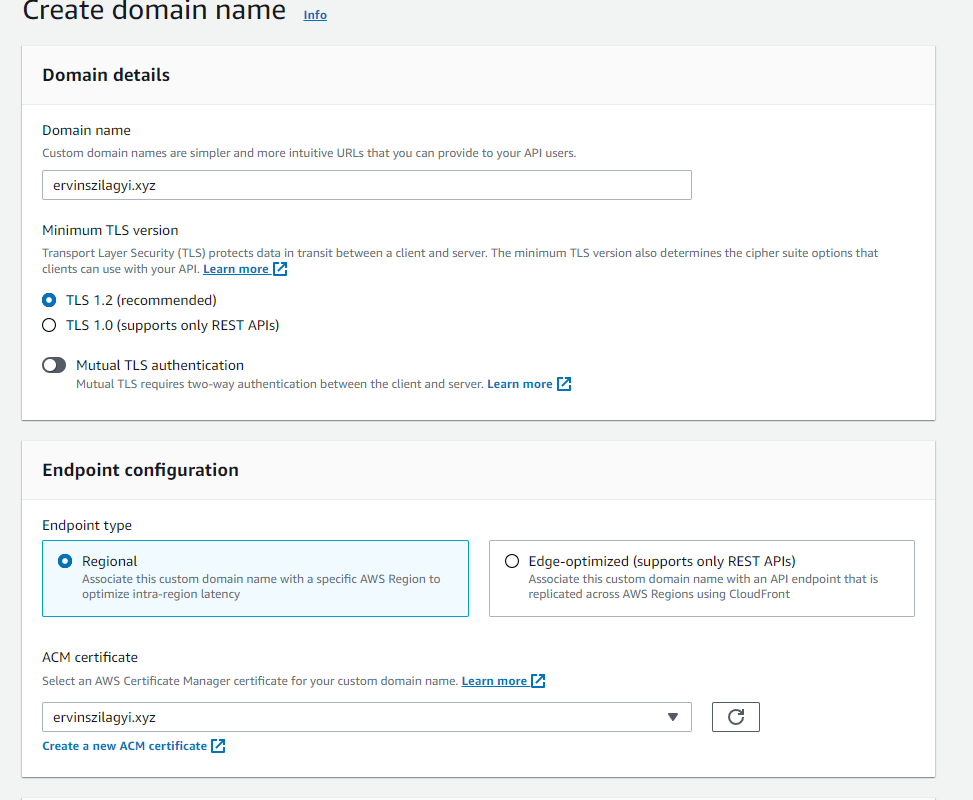 Create domain name Info
Domain details
Domain name
Custom domain names are simpler and more intuitive URLs that you can provide to your API users.
ervinszilagyi.xyz
Minimum TLS version
Transport Layer Security (TLS) protects data in transit between a client and server. The minimum TLS version also determines the cipher suite options that
clients can use with your API. Learn more
TLS 1.2 (recommended)
TLS 1.0 (supports only REST APIs)
Mutual TLS authentication
Mutual TLS requires two-way authentication between the client and server. Learn more
Endpoint configuration
Endpoint type
Regional
Associate this custom domain name with a specific AWS Region to
optimize intra-region latency
Edge-optimized (supports only REST APIs)
Associate this custom domain name with an API endpoint that is
replicated across AWS Regions using CloudFront
ACM certificate
Select an AWS Certificate Manager certificate for your custom domain name. Learn more
ervinszilagyi.xyz
Create a new ACM certificate